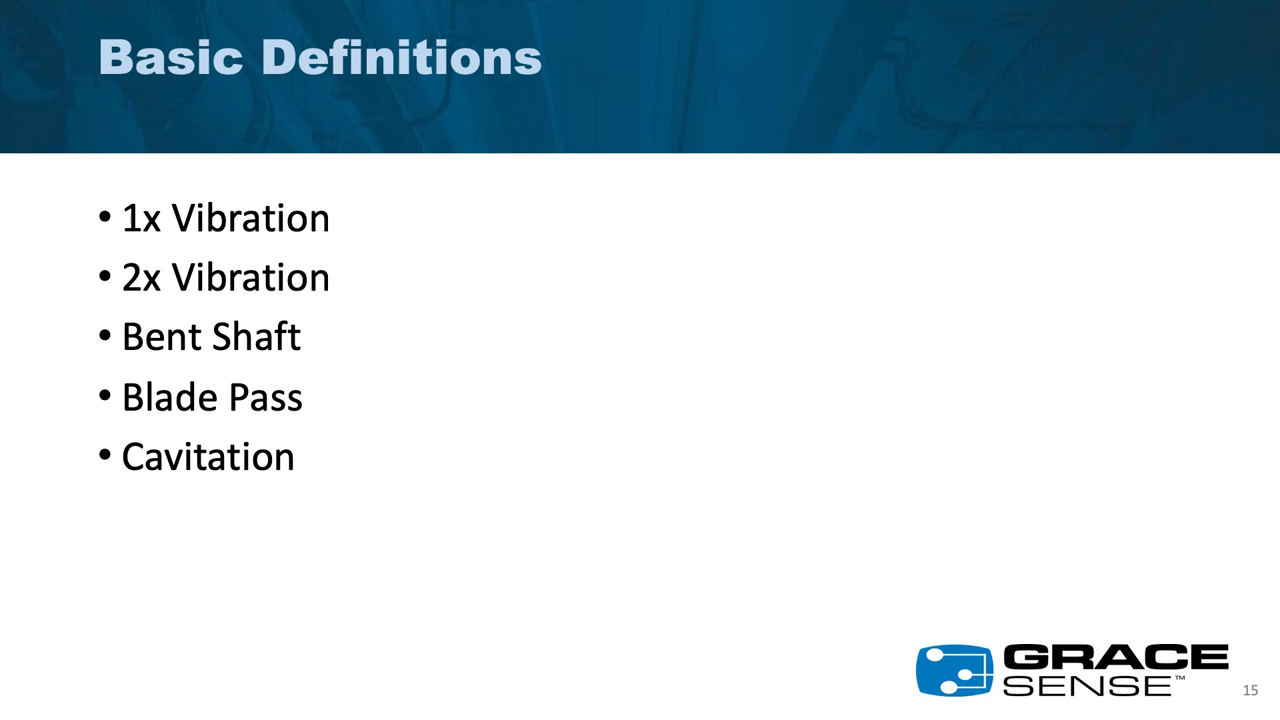 Basic Definitions
• 1x Vibration
• 2x Vibration
• Bent Shaft
• Blade Pass
• Cavitation
GRACE
SENSE™
15